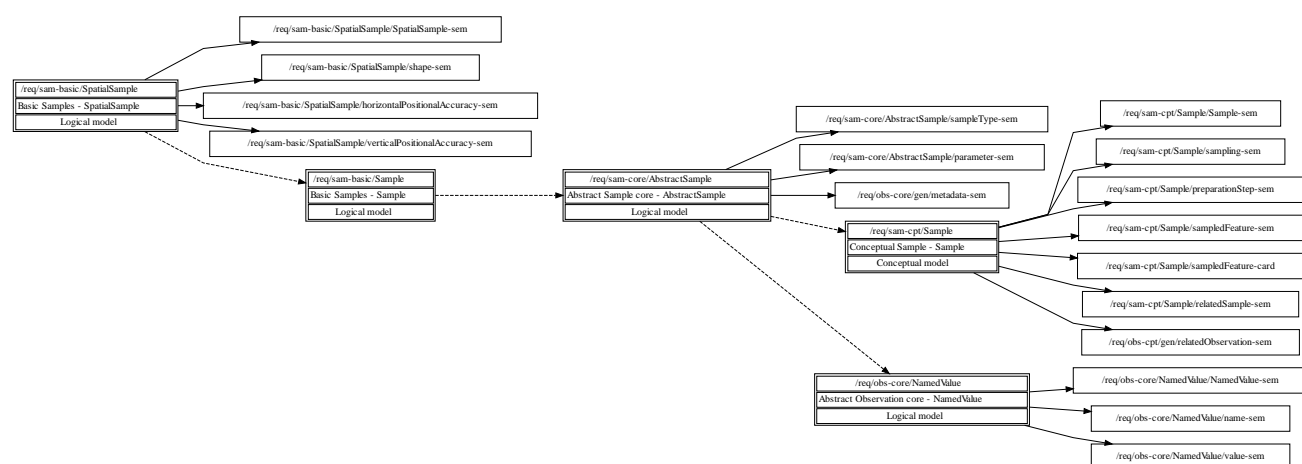 /req/sam-basic/SpatialSample/SpatialSample-sem
/req/sam-basic/SpatialSample/shape-sem
/req/sam-basic/SpatialSample
Basic Samples - SpatialSample
Logical model
/req/sam-basic/SpatialSample/horizontalPositionalAccuracy-sem
/req/sam-basic/SpatialSample/verticalPositionalAccuracy-sem
/req/sam-basic/Sample
Basic Samples - Sample
Logical model
/req/sam-core/AbstractSample
Abstract Sample core - AbstractSample
Logical model
/req/sam-core/AbstractSample/sampleType-sem
/req/sam-core/AbstractSample/parameter-sem
/req/obs-core/gen/metadata-sem
/req/sam-cpt/Sample
Conceptual Sample - Sample
Conceptual model
/req/sam-cpt/Sample/Sample-sem
/req/sam-cpt/Sample/sampling-sem
/req/sam-cpt/Sample/preparationStep-sem
/req/sam-cpt/Sample/sampledFeature-sem
/req/sam-cpt/Sample/sampledFeature-card
/req/sam-cpt/Sample/relatedSample-sem
/req/obs-cpt/gen/relatedObservation-sem
/req/obs-core/NamedValue
Abstract Observation core - NamedValue
Logical model
/req/obs-core/NamedValue/NamedValue-sem
/req/obs-core/NamedValue/name-sem
/req/obs-core/NamedValue/value-sem